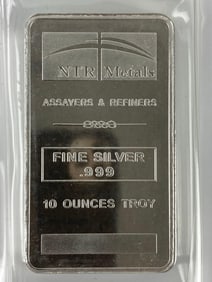 NTR Metals
ASSAYERS & REFINERS
FINE SILVER
.999
10 OUNCES TROY